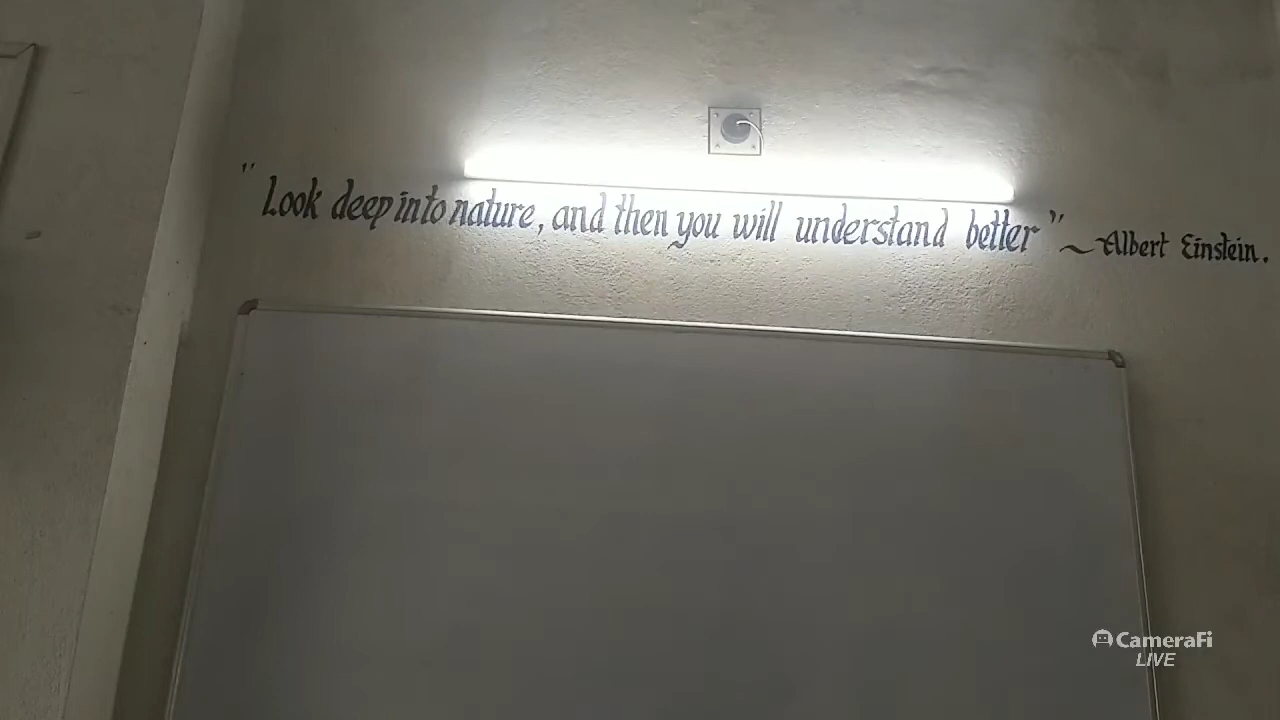 "Look deep into nature, and then you will understand better" ~ Albert Einstein.
CameraFi
LIVE